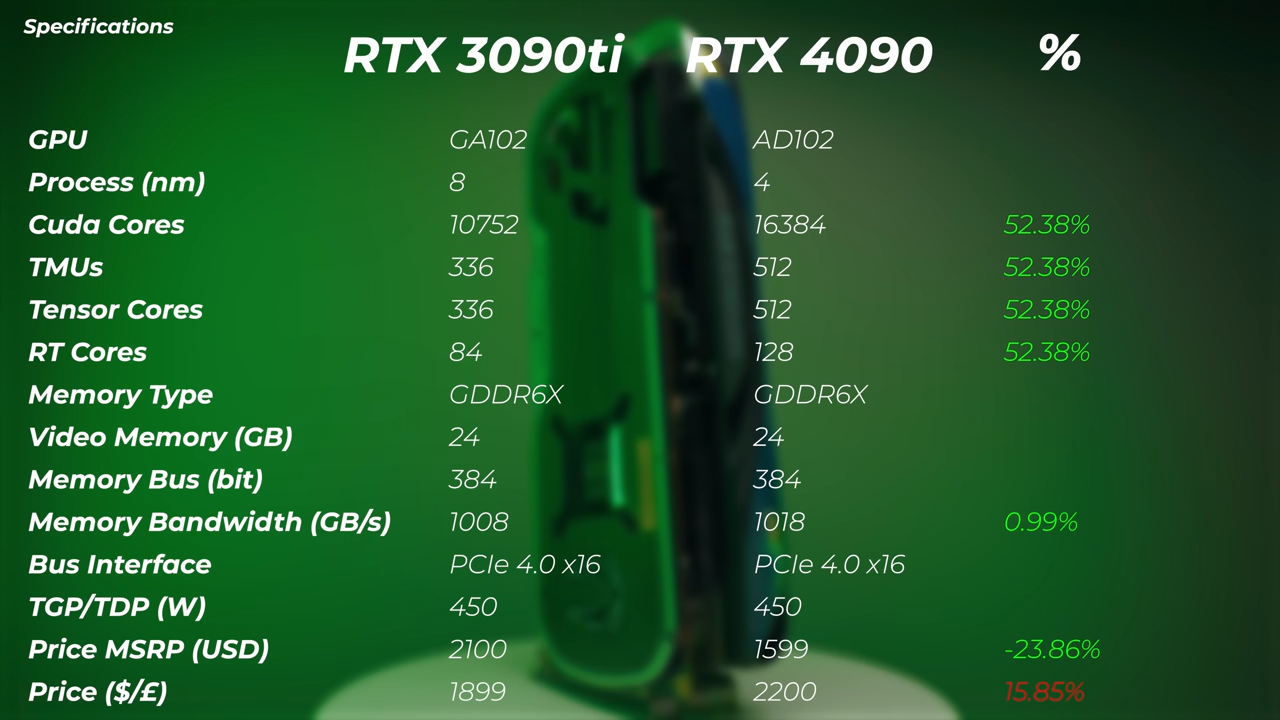 Specifications
RTX 3090ti RTX 4090 %
GPU GA102 AD102
Process (nm) 8 4
Cuda Cores 10752 16384 52.38%
TMUs 336 512 52.38%
Tensor Cores 336 512 52.38%
RT Cores 84 128 52.38%
Memory Type GDDR6X GDDR6X
Video Memory (GB) 24 24
Memory Bus (bit) 384 384
Memory Bandwidth (GB/s) 1008 1018 0.99%
Bus Interface PCIe 4.0 x16 PCIe 4.0 x16
TGP/TDP (W) 450 450
Price MSRP (USD) 2100 1599 -23.86%
Price ($/£) 1899 2200 15.85%